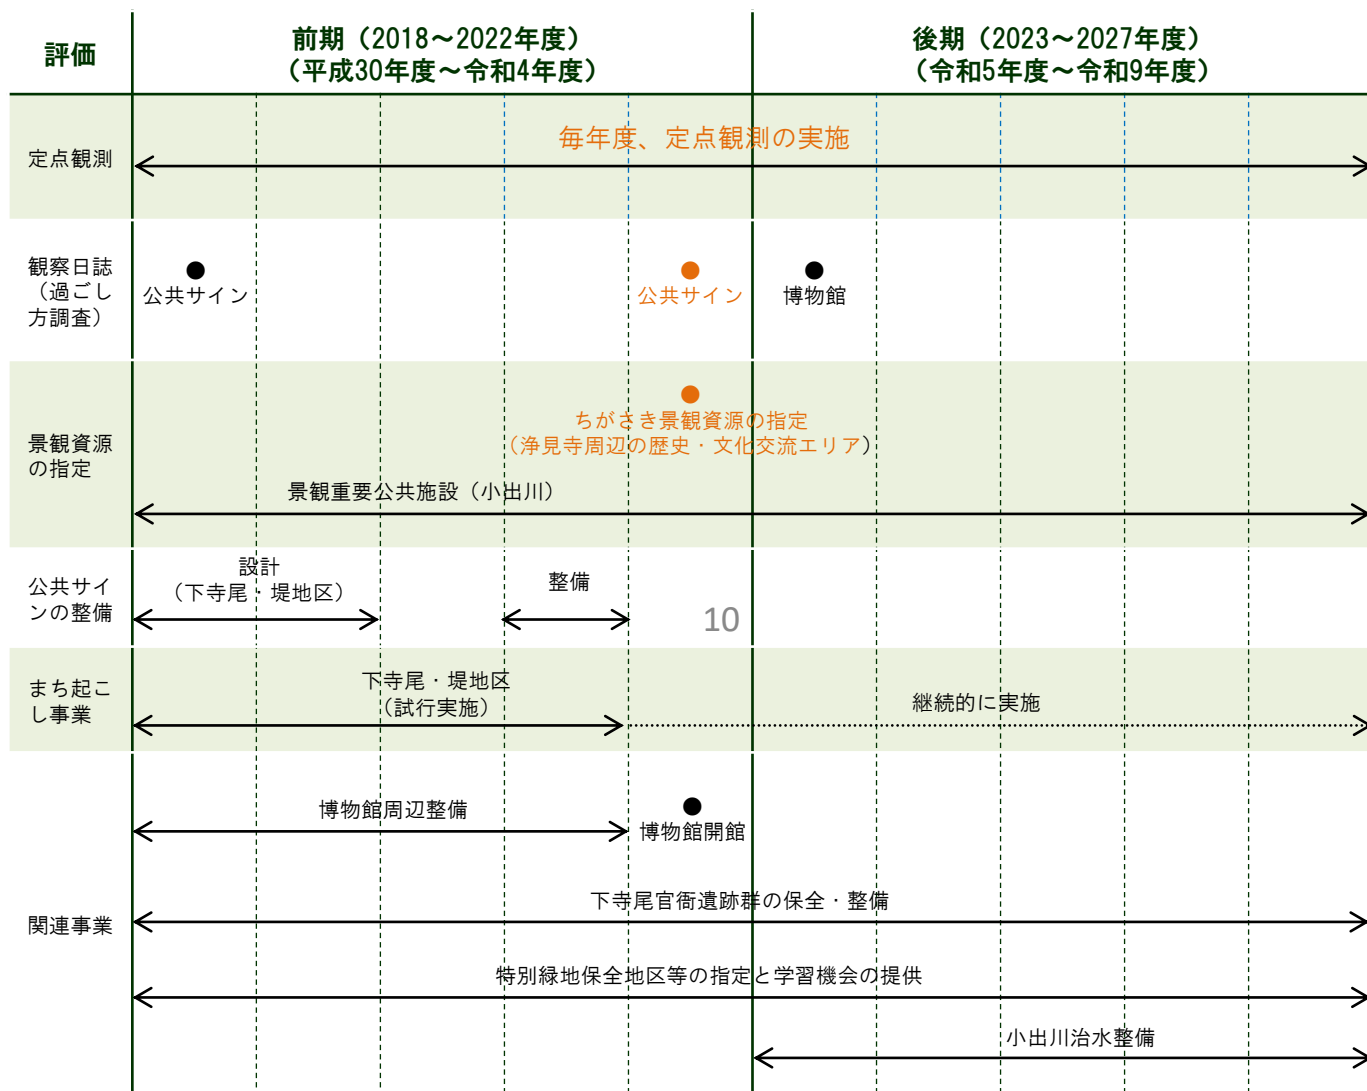 評価
前期（2018～2022年度）
（平成30年度～令和4年度）
後期（2023～2027年度）
（令和5年度～令和9年度）
定点観測
毎年度、定点観測の実施
観察日誌
（過ごし
方調査）
公共サイン
公共サイン
博物館
景観資源
の指定
ちがさき景観資源の指定
（浄見寺周辺の歴史・文化交流エリア）
景観重要公共施設（小出川）
公共サイ
ンの整備
設計
（下寺尾・堤地区）
整備
10
まち起こ
し事業
下寺尾・堤地区
（試行実施）
継続的に実施
関連事業
博物館周辺整備
博物館開館
下寺尾官衙遺跡群の保全・整備
特別緑地保全地区等の指定と学習機会の提供
小出川治水整備